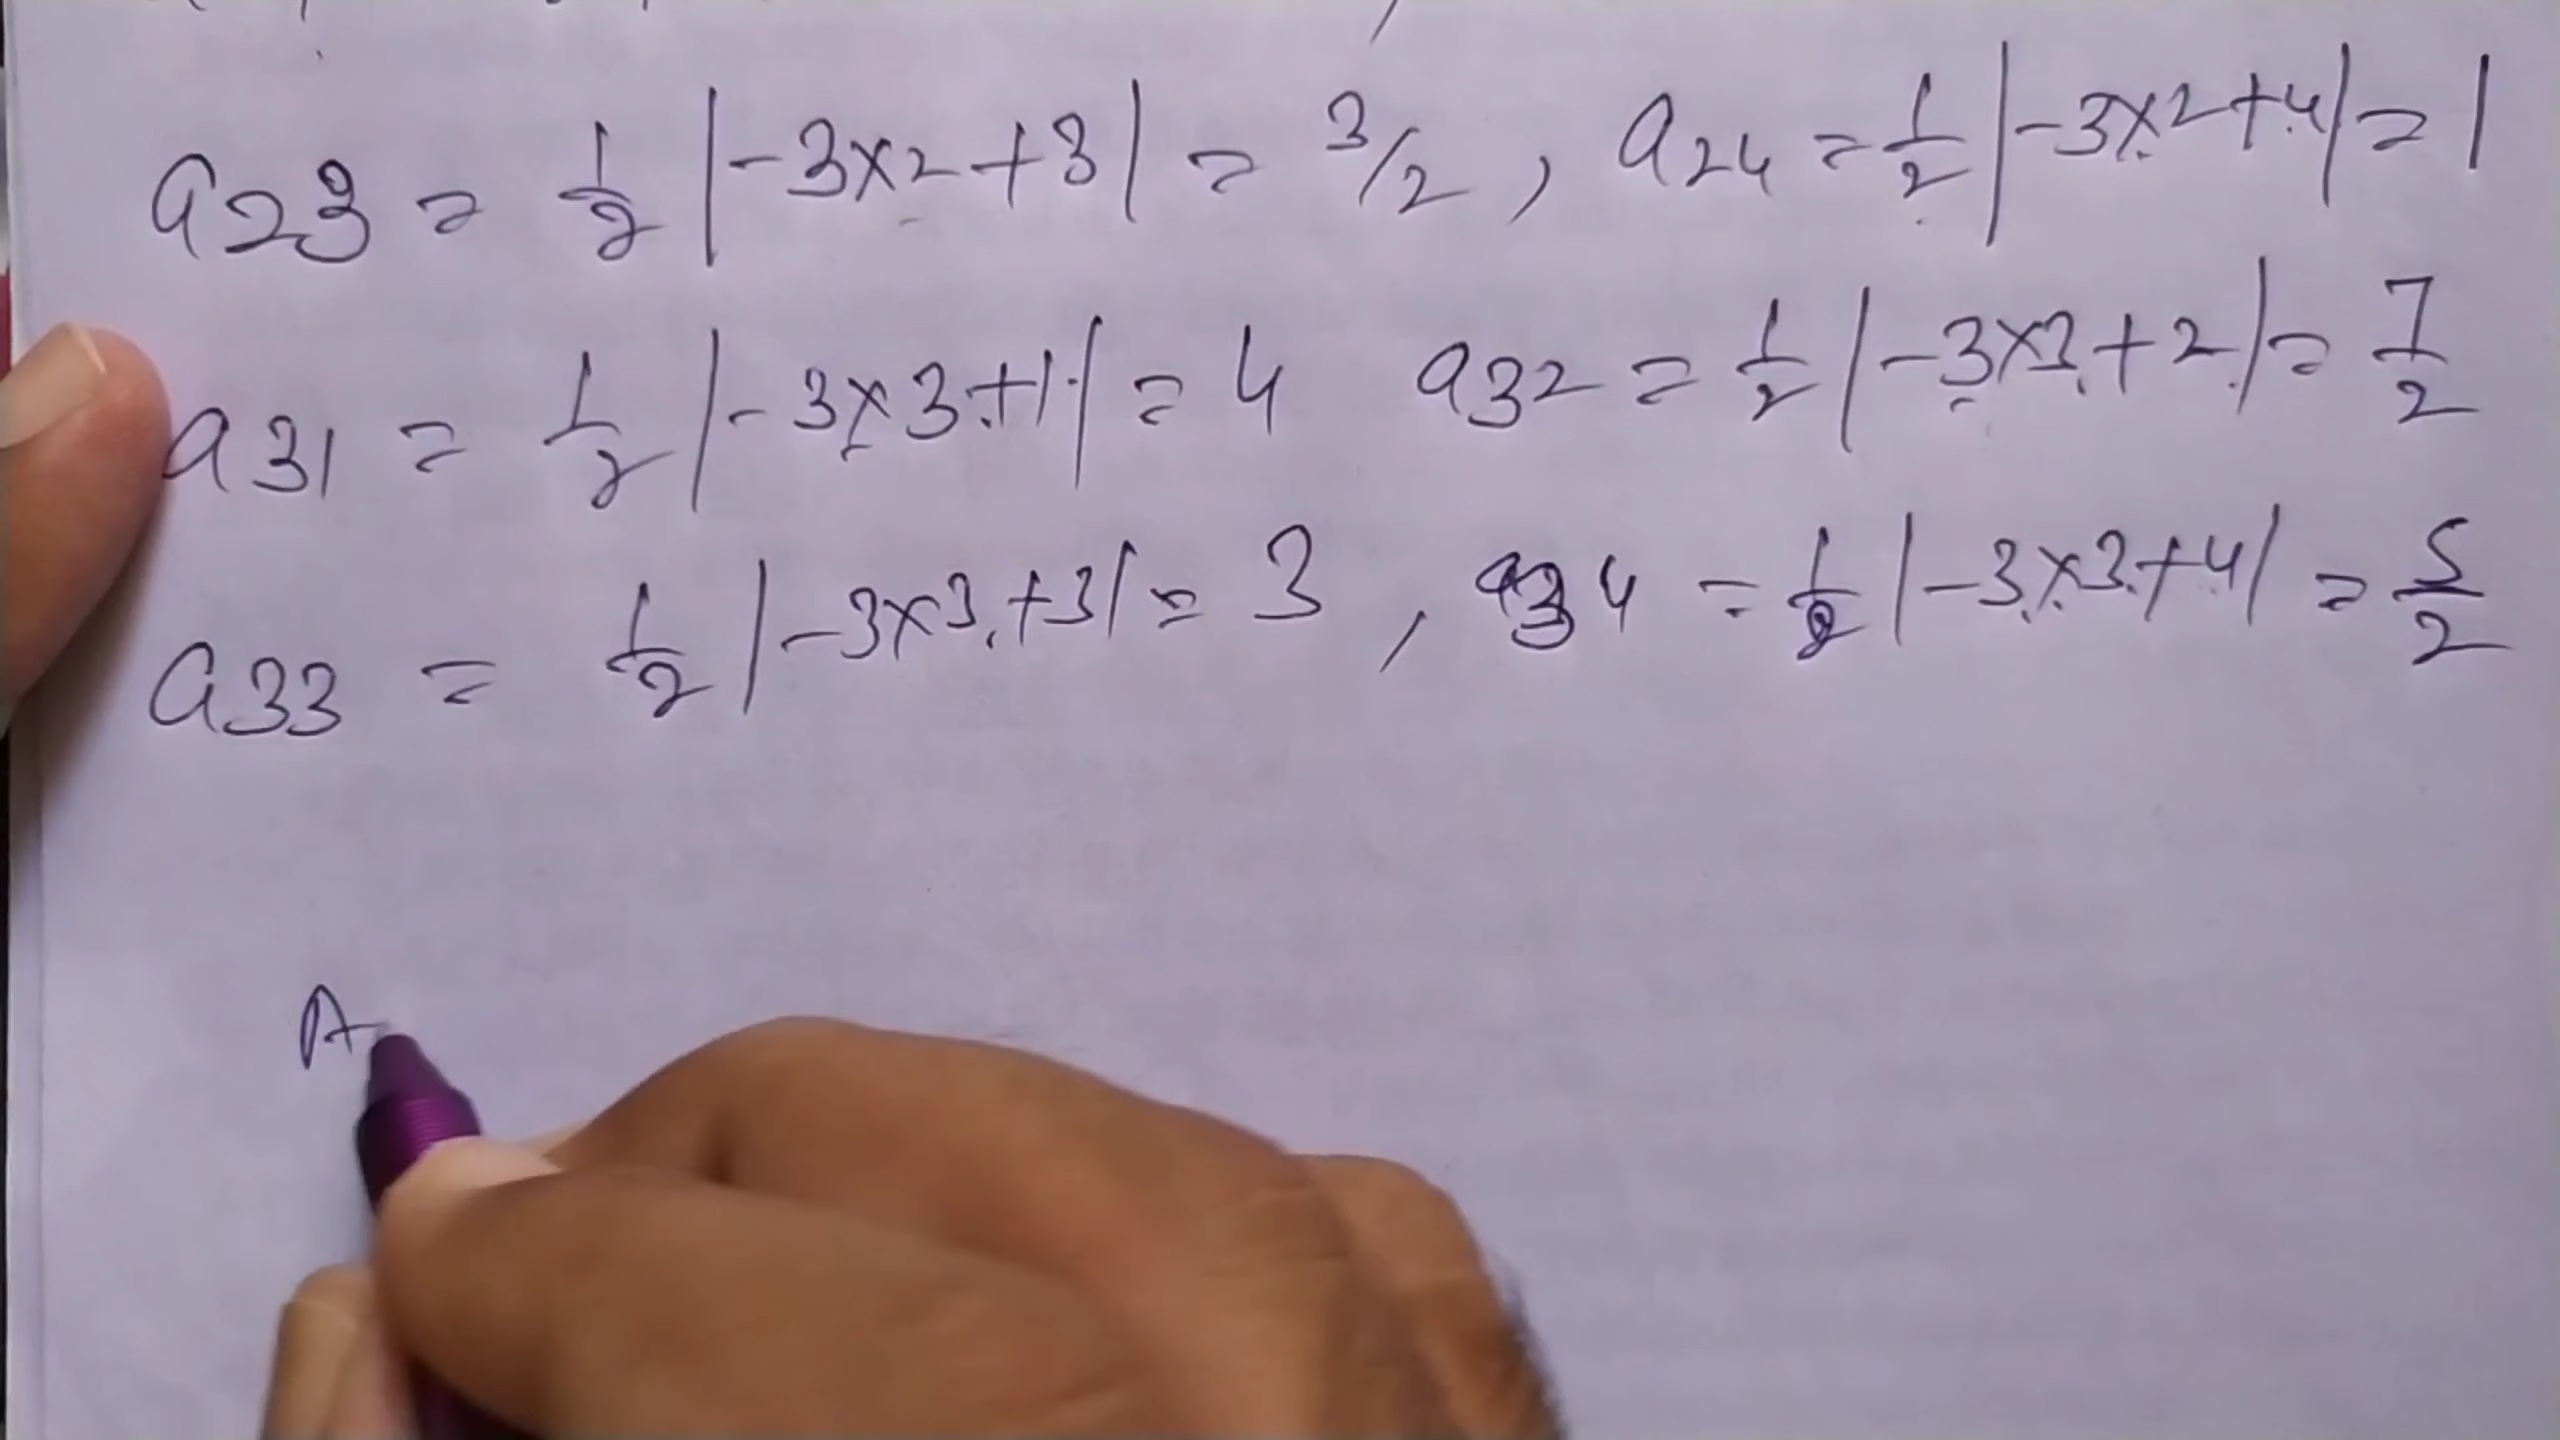 a23 = 1/2 |-3×2+3| = 3/2 , a24 = 1/2 |-3×2+4| = 1
a31 = 1/2 |-3×3+1| = 4 a32 = 1/2 |-3×3+2| = 7/2
a33 = 1/2 |-3×3+3| = 3 , a34 = 1/2 |-3×3+4| = 5/2
A